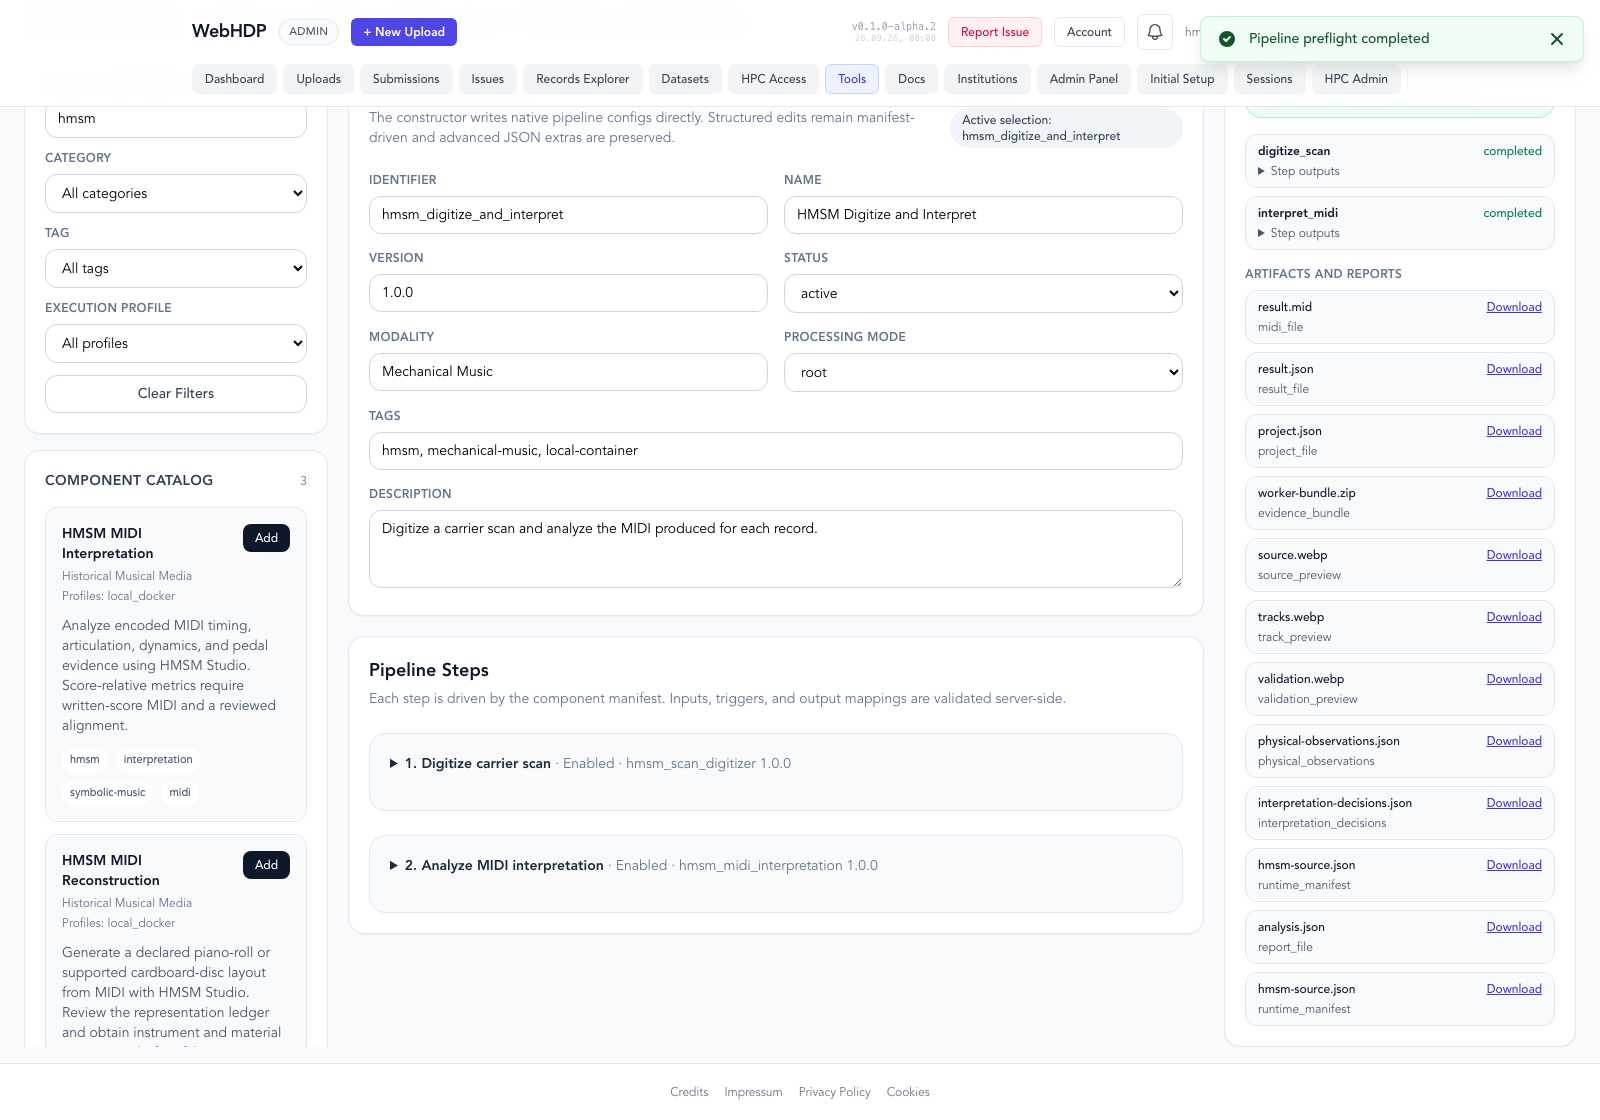 WebHDP
ADMIN
+ New Upload
v0.1.0-alpha.2
26.09.26, 00:00
Report Issue
Account
hm
Pipeline preflight completed
Dashboard
Uploads
Submissions
Issues
Records Explorer
Datasets
HPC Access
Tools
Docs
Institutions
Admin Panel
Initial Setup
Sessions
HPC Admin
hmsm
CATEGORY
All categories
TAG
All tags
EXECUTION PROFILE
All profiles
Clear Filters
COMPONENT CATALOG
3
HMSM MIDI
Interpretation
Add
Historical Musical Media
Profiles: local_docker
Analyze encoded MIDI timing,
articulation, dynamics, and pedal
evidence using HMSM Studio.
Score-relative metrics require
written-score MIDI and a reviewed
alignment.
hmsm
interpretation
symbolic-music
midi
HMSM MIDI
Reconstruction
Add
Historical Musical Media
Profiles: local_docker
Generate a declared piano-roll or
supported cardboard-disc layout
from MIDI with HMSM Studio.
Review the representation ledger
and obtain instrument and material
The constructor writes native pipeline configs directly. Structured edits remain manifest-
driven and advanced JSON extras are preserved.
Active selection:
hmsm_digitize_and_interpret
IDENTIFIER
hmsm_digitize_and_interpret
NAME
HMSM Digitize and Interpret
VERSION
1.0.0
STATUS
active
MODALITY
Mechanical Music
PROCESSING MODE
root
TAGS
hmsm, mechanical-music, local-container
DESCRIPTION
Digitize a carrier scan and analyze the MIDI produced for each record.
Pipeline Steps
Each step is driven by the component manifest. Inputs, triggers, and output mappings are validated server-side.
1. Digitize carrier scan · Enabled · hmsm_scan_digitizer 1.0.0
2. Analyze MIDI interpretation · Enabled · hmsm_midi_interpretation 1.0.0
digitize_scan
completed
Step outputs
interpret_midi
completed
Step outputs
ARTIFACTS AND REPORTS
result.mid
Download
midi_file
result.json
Download
result_file
project.json
Download
project_file
worker-bundle.zip
Download
evidence_bundle
source.webp
Download
source_preview
tracks.webp
Download
track_preview
validation.webp
Download
validation_preview
physical-observations.json
Download
physical_observations
interpretation-decisions.json
Download
interpretation_decisions
hmsm-source.json
Download
runtime_manifest
analysis.json
Download
report_file
hmsm-source.json
Download
runtime_manifest
Credits
Impressum
Privacy Policy
Cookies